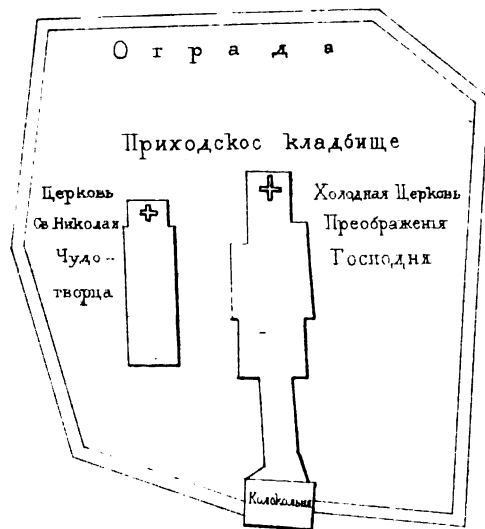 Ограда
Приходское кладбище
Церковь
Св. Николая
Чудо-
творца
Холодная Церковь
Преображенія
Господня
Колокольня